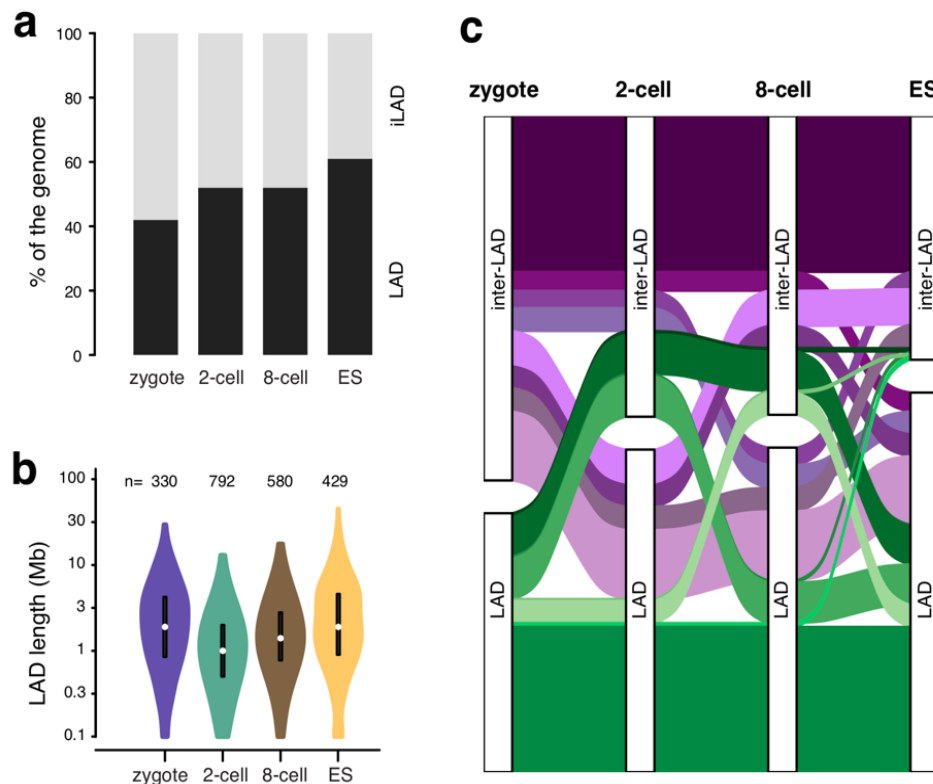 a
% of the genome
100
80
60
40
20
0
zygote 2-cell 8-cell ES
iLAD
LAD
b
LAD length (Mb)
100
30
10
3
1
0.3
0.1
n= 330 792 580 429
zygote 2-cell 8-cell ES
c
zygote 2-cell 8-cell ES
inter-LAD inter-LAD inter-LAD inter-LAD
LAD LAD LAD LAD